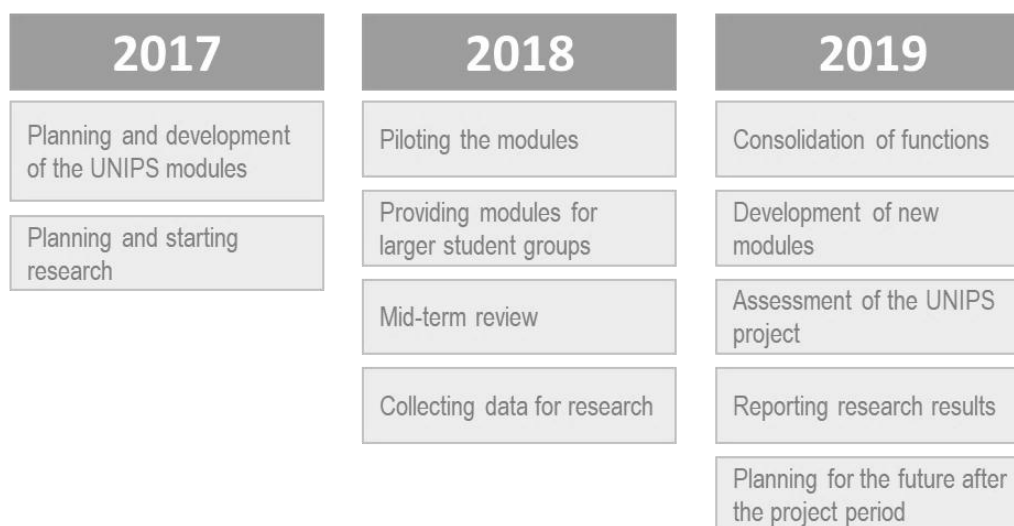 2017
Planning and development
of the UNIPS modules
Planning and starting
research
2018
Piloting the modules
Providing modules for
larger student groups
Mid-term review
Collecting data for research
2019
Consolidation of functions
Development of new
modules
Assessment of the UNIPS
project
Reporting research results
Planning for the future after
the project period